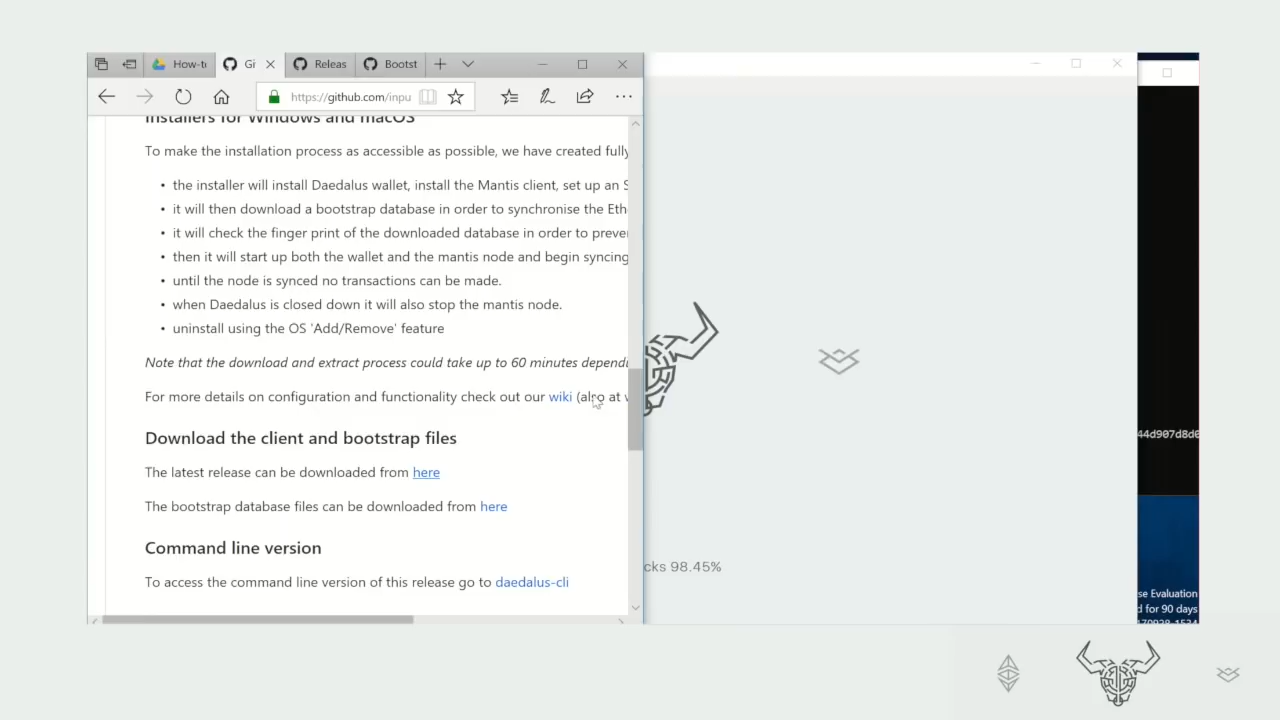 How-t
Gi
Releas
Bootst
https://github.com/inpu
Installers for Windows and macOS
To make the installation process as accessible as possible, we have created fully
• the installer will install Daedalus wallet, install the Mantis client, set up an S
• it will then download a bootstrap database in order to synchronise the Eth
• it will check the finger print of the downloaded database in order to preve
• then it will start up both the wallet and the mantis node and begin syncing
• until the node is synced no transactions can be made.
• when Daedalus is closed down it will also stop the mantis node.
• uninstall using the OS 'Add/Remove' feature
Note that the download and extract process could take up to 60 minutes dependi
For more details on configuration and functionality check out our wiki (also at w
Download the client and bootstrap files
The latest release can be downloaded from here
The bootstrap database files can be downloaded from here
Command line version
To access the command line version of this release go to daedalus-cli
cks 98.45%
44d907d8d0
se Evaluation
d for 90 days
170928-1534